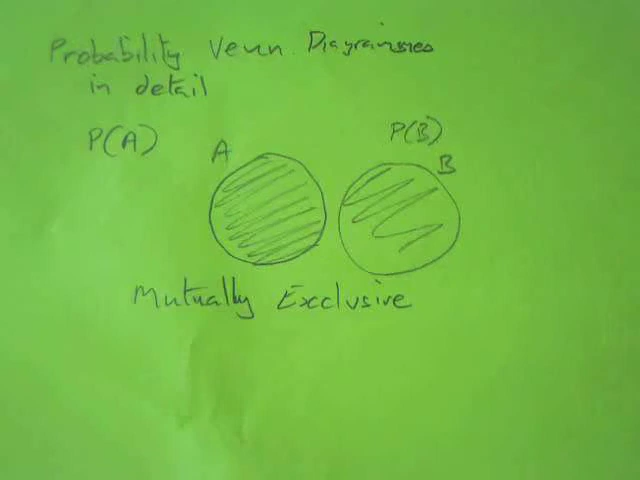 Probability Venn Diagrams
in detail
P(A)
P(B)
A
B
Mutually Exclusive